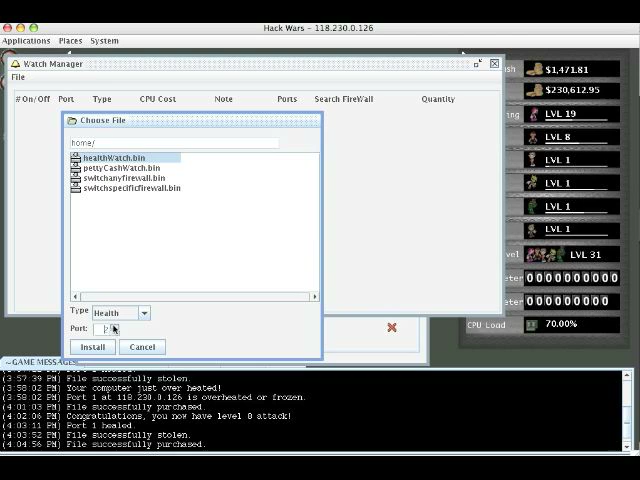 Hack Wars - 118.230.0.126
Applications Places System
Watch Manager
File
# On/Off Port Type CPU Cost Note Ports Search FireWall Quantity
Choose File
home/
healthWatch.bin
pettyCashWatch.bin
switchanyfirewall.bin
switchspecificfirewall.bin
Type Health
Port: 2
Install Cancel
$1,471.81
$230,612.95
LVL 19
LVL 8
LVL 1
LVL 1
LVL 1
LVL 1
LVL 31
0000000000
000000000
CPU Load 70.00%
~GAME MESSAGES
(3:57:39 PM) File successfully stolen.
(3:58:02 PM) Your computer just over heated!
(3:58:02 PM) Port 1 at 118.230.0.126 is overheated or frozen.
(4:01:03 PM) File successfully purchased.
(4:02:06 PM) Congratulations, you now have level 8 attack!
(4:03:11 PM) Port 1 healed.
(4:03:52 PM) File successfully stolen.
(4:04:56 PM) File successfully purchased.